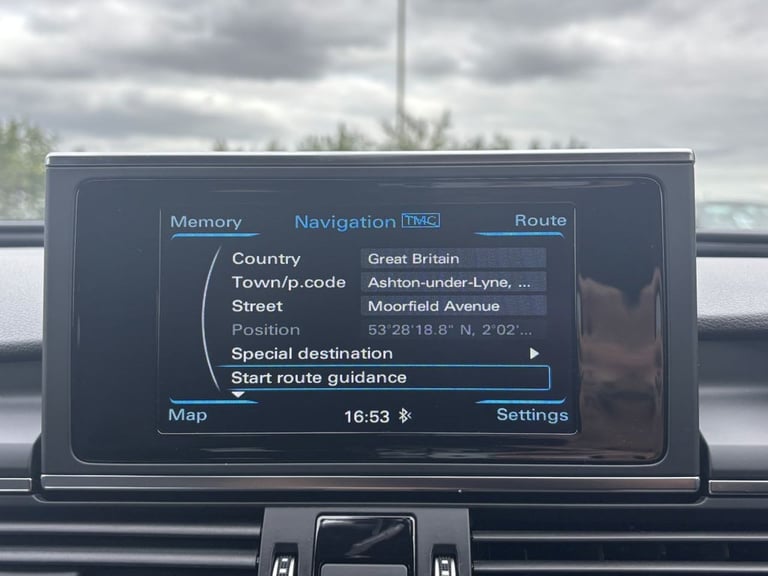 Memory Navigation TMC Route
Country Great Britain
Town/p.code Ashton-under-Lyne, ...
Street Moorfield Avenue
Position 53°28'18.8" N, 2°02'...
Special destination
Start route guidance
Map 16:53 Settings